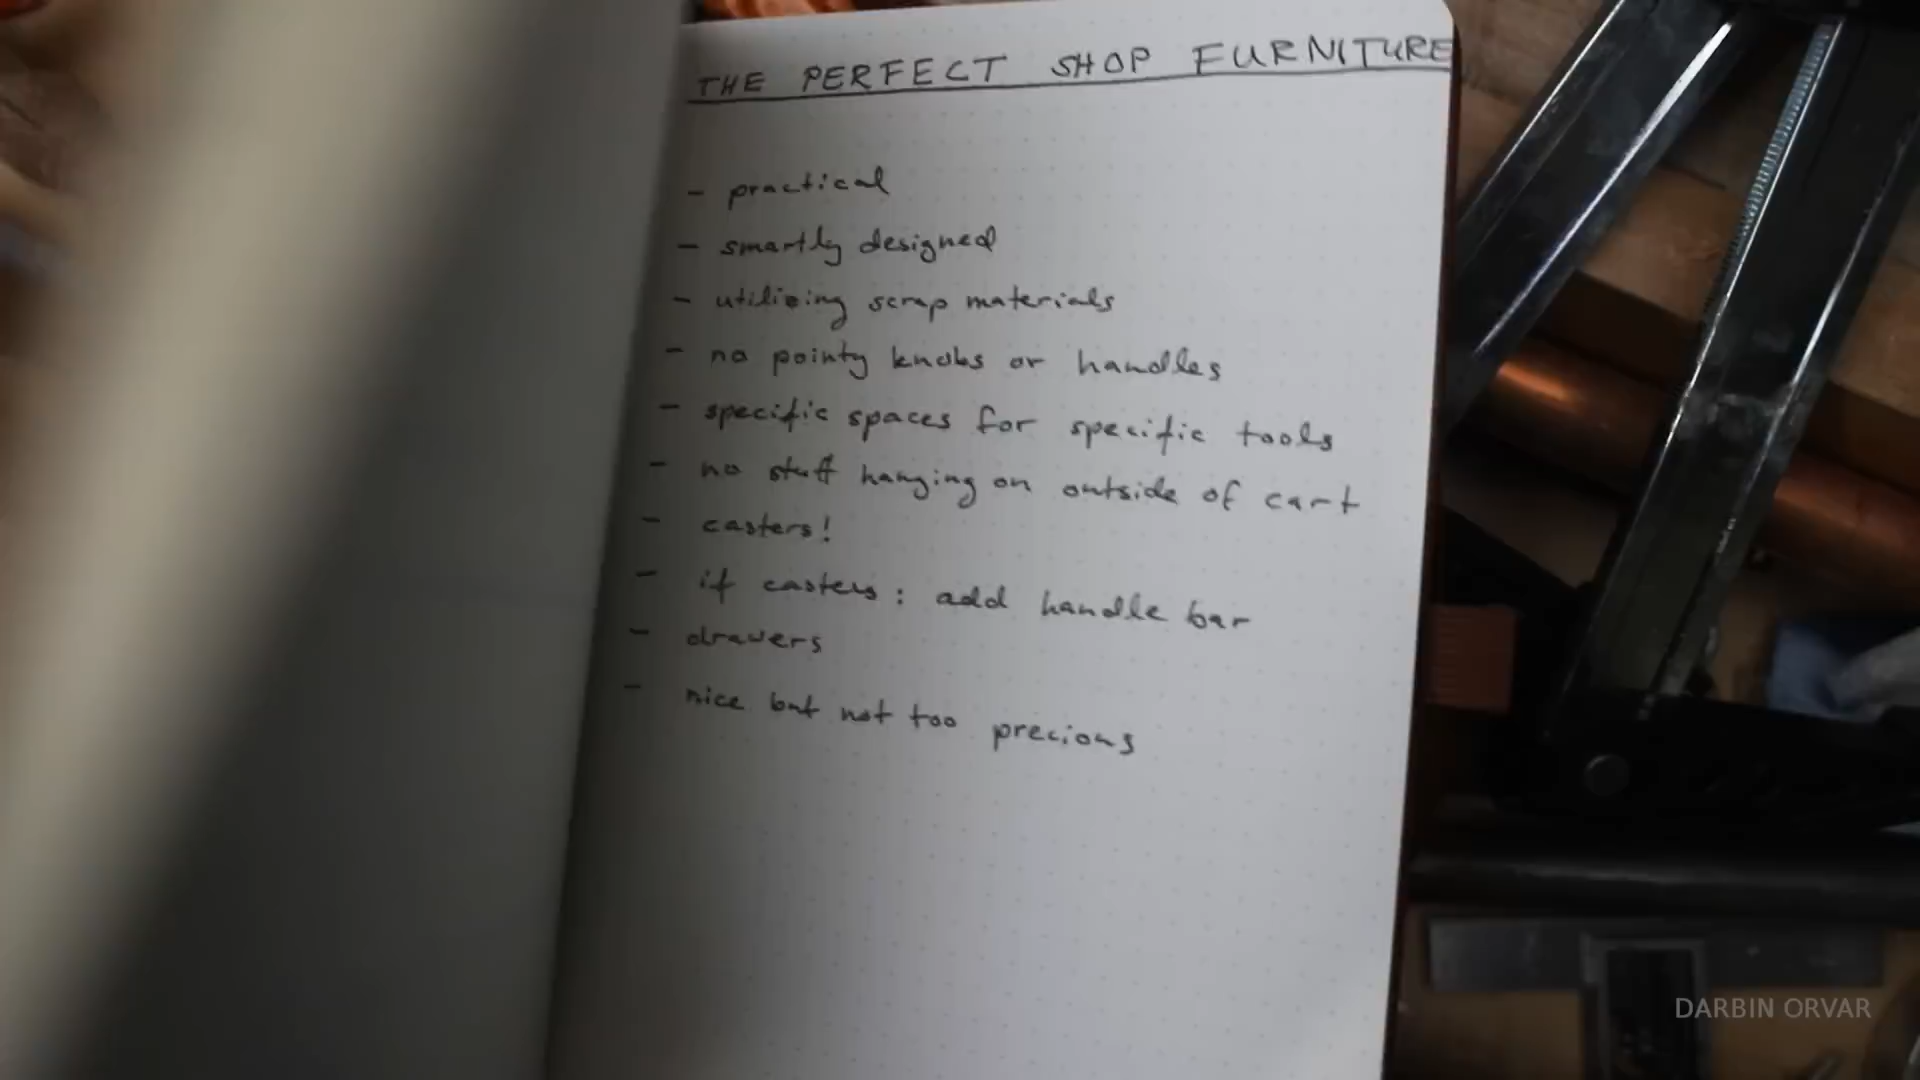 THE PERFECT SHOP FURNITURE
- practical
- smartly designed
- utilizing scrap materials
- no pointy knobs or handles
- specific spaces for specific tools
- no stuff hanging on outside of cart
- casters!
- if casters: add handle bar
- drawers
- nice but not too precious
DARBIN ORVAR